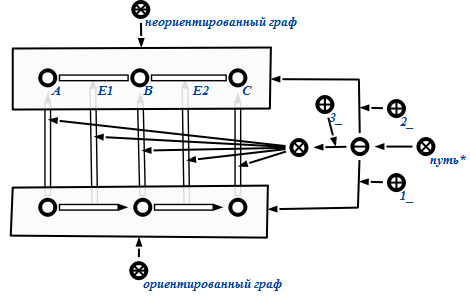 неориентированный граф
A E1 B E2 C
3_
2_
путь*
1_
ориентированный граф